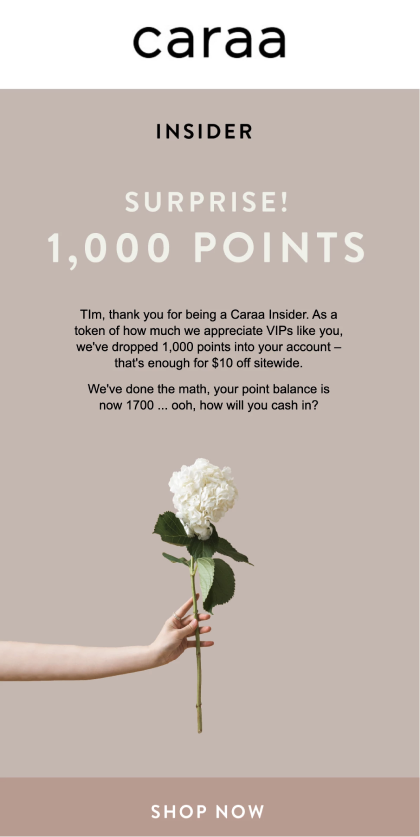 caraa
INSIDER
SURPRISE!
1,000 POINTS
TIm, thank you for being a Caraa Insider. As a
token of how much we appreciate VIPs like you,
we've dropped 1,000 points into your account –
that's enough for $10 off sitewide.
We've done the math, your point balance is
now 1700 ... ooh, how will you cash in?
SHOP NOW